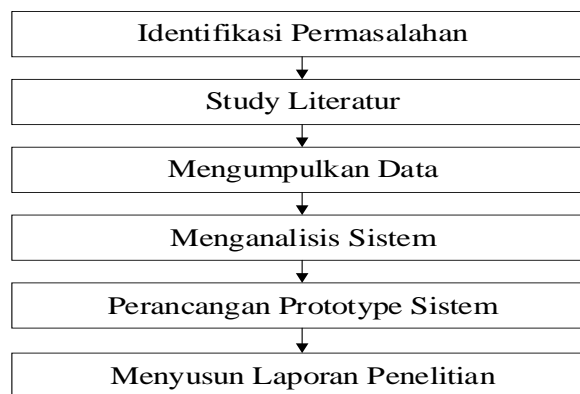 Identifikasi Permasalahan
Study Literatur
Mengumpulkan Data
Menganalisis Sistem
Perancangan Prototype Sistem
Menyusun Laporan Penelitian